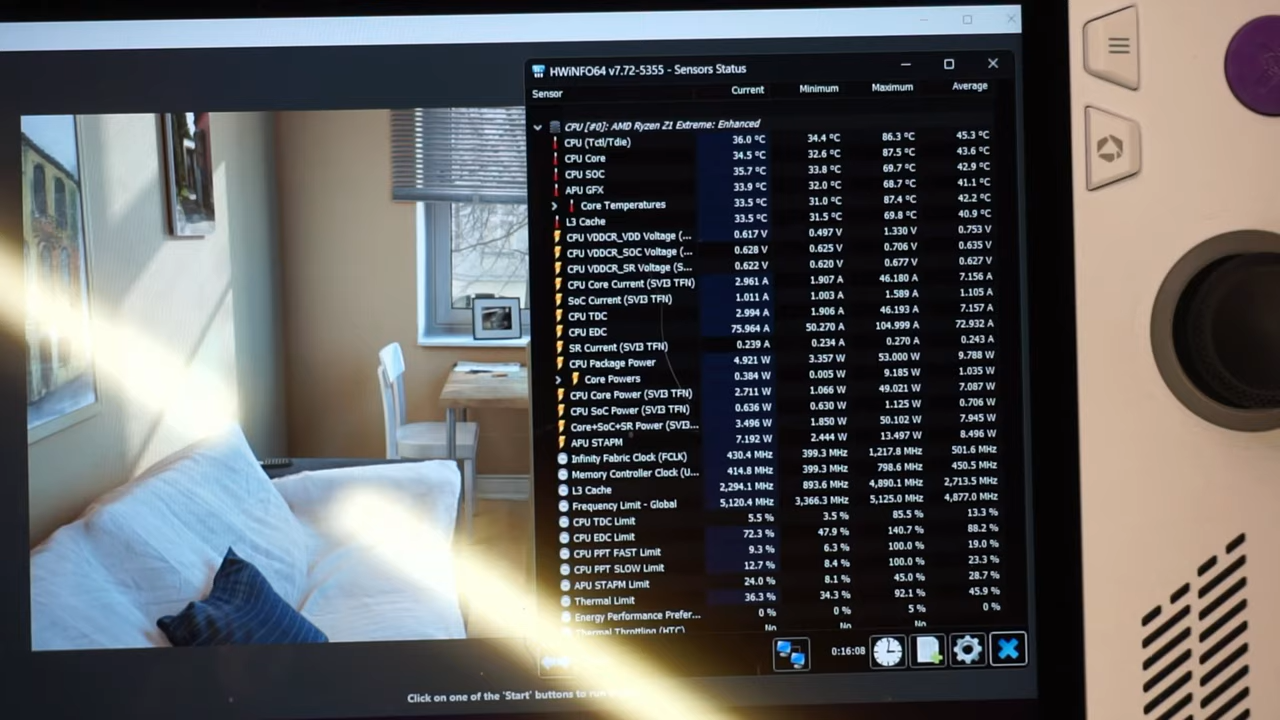 HWiNFO64 v7.72-5355 - Sensors Status
Sensor Current Minimum Maximum Average
CPU [#0]: AMD Ryzen Z1 Extreme: Enhanced
CPU (Tctl/Tdie) 36.0 °C 34.4 °C 86.3 °C 45.3 °C
CPU Core 34.5 °C 32.6 °C 87.5 °C 43.6 °C
CPU SOC 35.7 °C 33.8 °C 69.7 °C 42.9 °C
APU GFX 33.9 °C 32.0 °C 68.7 °C 41.1 °C
Core Temperatures 33.5 °C 31.0 °C 87.4 °C 42.2 °C
L3 Cache 33.5 °C 31.5 °C 69.8 °C 40.9 °C
CPU VDDCR_VDD Voltage (... 0.617 V 0.497 V 1.330 V 0.753 V
CPU VDDCR_SOC Voltage (... 0.628 V 0.625 V 0.706 V 0.635 V
CPU VDDCR_SR Voltage (S... 0.622 V 0.620 V 0.677 V 0.627 V
CPU Core Current (SVI3 TFN) 2.961 A 1.907 A 46.180 A 7.156 A
SoC Current (SVI3 TFN) 1.011 A 1.003 A 1.589 A 1.105 A
CPU TDC 2.994 A 1.906 A 46.193 A 7.157 A
CPU EDC 75.964 A 50.270 A 104.999 A 72.932 A
SR Current (SVI3 TFN) 0.239 A 0.234 A 0.270 A 0.243 A
CPU Package Power 4.921 W 3.357 W 53.000 W 9.788 W
Core Powers 0.384 W 0.005 W 9.185 W 1.035 W
CPU Core Power (SVI3 TFN) 2.711 W 1.066 W 49.021 W 7.087 W
CPU SoC Power (SVI3 TFN) 0.636 W 0.630 W 1.125 W 0.706 W
Core+SoC+SR Power (SVI3... 3.496 W 1.850 W 50.102 W 7.945 W
APU STAPM 7.192 W 2.444 W 13.497 W 8.496 W
Infinity Fabric Clock (FCLK) 430.4 MHz 399.3 MHz 1,217.8 MHz 501.6 MHz
Memory Controller Clock (U... 414.8 MHz 399.3 MHz 798.6 MHz 450.5 MHz
L3 Cache 2,294.1 MHz 893.6 MHz 4,890.1 MHz 2,713.5 MHz
Frequency Limit - Global 5,120.4 MHz 3,366.3 MHz 5,125.0 MHz 4,877.0 MHz
CPU TDC Limit 5.5 % 3.5 % 85.5 % 13.3 %
CPU EDC Limit 72.3 % 47.9 % 140.7 % 88.2 %
CPU PPT FAST Limit 9.3 % 6.3 % 100.0 % 19.0 %
CPU PPT SLOW Limit 12.7 % 8.4 % 100.0 % 23.3 %
APU STAPM Limit 24.0 % 8.1 % 45.0 % 28.7 %
Thermal Limit 36.3 % 34.3 % 92.1 % 45.9 %
Energy Performance Prefer... 0 % 0 % 5 % 0 %
Thermal Throttling (HTC) No No No
0:16:08
Click on one of the 'Start' buttons to run